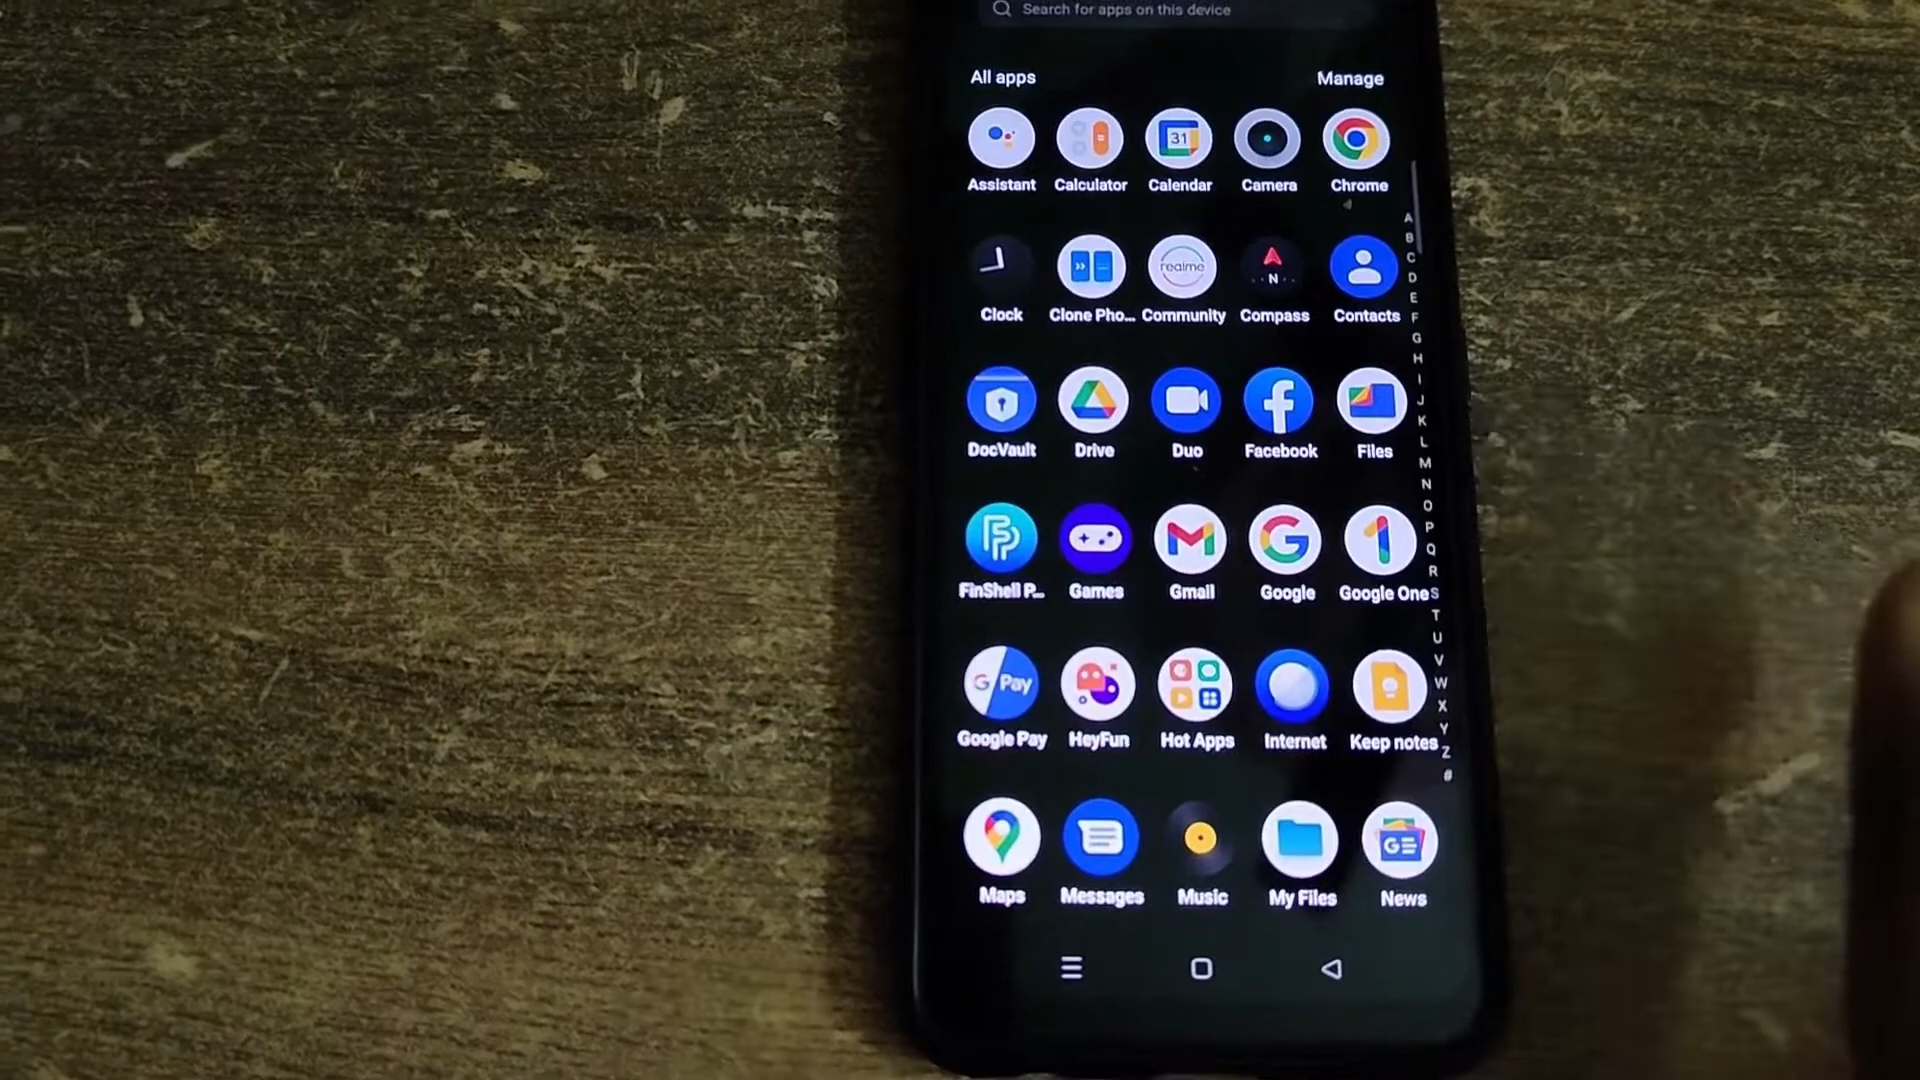 Search for apps on this device
All apps
Manage
31
Assistant
Calculator
Calendar
Camera
Chrome
realme
N
Clock
Clone Pho...
Community
Compass
Contacts
DocVault
Drive
Duo
Facebook
Files
FinShell P...
Games
Gmail
Google
Google One
G Pay
Google Pay
HeyFun
Hot Apps
Internet
Keep notes
Maps
Messages
Music
My Files
News
A
B
C
D
E
F
G
H
I
J
K
L
M
N
O
P
Q
R
S
T
U
V
W
X
Y
Z
#